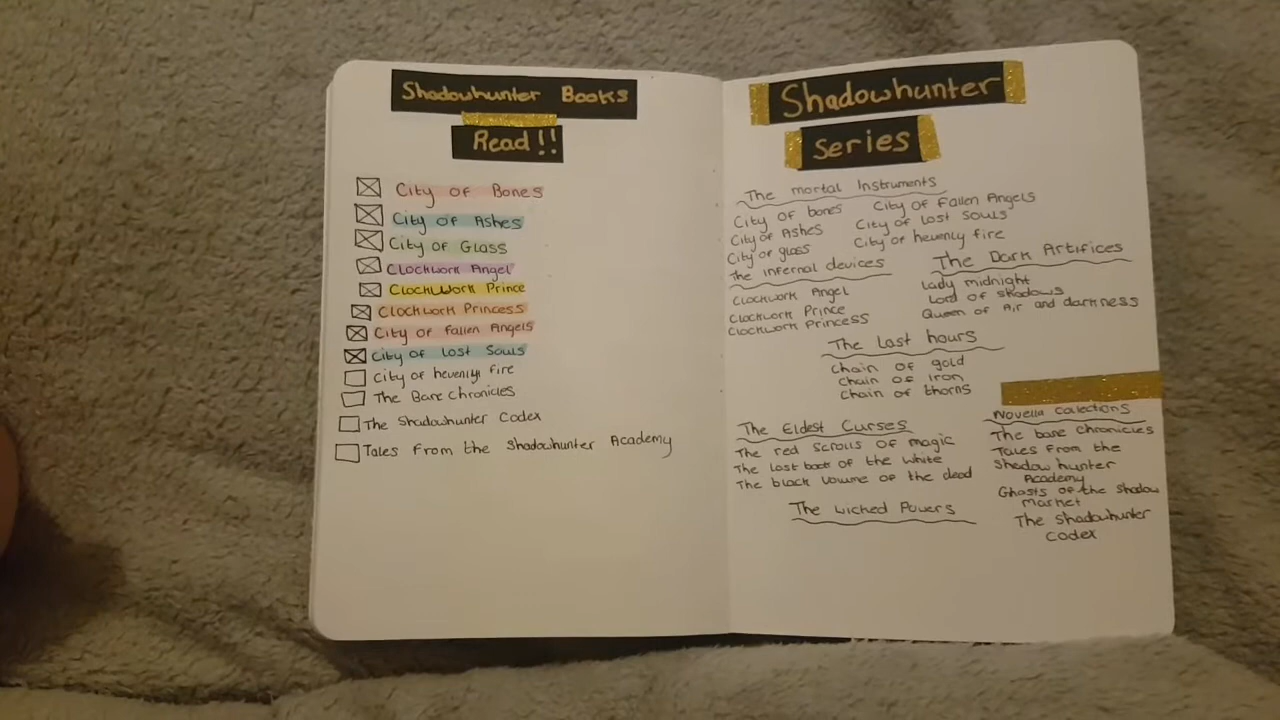 Shadowhunter Books
Read!!
City of Bones
City of Ashes
City of Glass
Clockwork Angel
Clockwork Prince
Clockwork Princess
City of fallen Angels
City of Lost Souls
City of hevenly fire
The Bane Chronicles
The Shadowhunter Codex
Tales From the Shadowhunter Academy
Shadowhunter
Series
The mortal Instruments
City of bones
City of Ashes
City of glass
City of Fallen Angels
City of Lost Souls
City of hevenly fire
The infernal devices
Clockwork Angel
Clockwork Prince
Clockwork Princess
The Dark Artifices
Lady midnight
Lord of shadows
Queen of Air and darkness
The Last hours
Chain of gold
Chain of Iron
Chain of thorns
The Eldest Curses
The red Scrolls of magic
The Lost book of the white
The black volume of the dead
The wicked Powers
Novella Calections
The bane chronicles
Tales from the
Shadow hunter
Academy
Ghosts of the Shadow
Market
The Shadowhunter
Codex